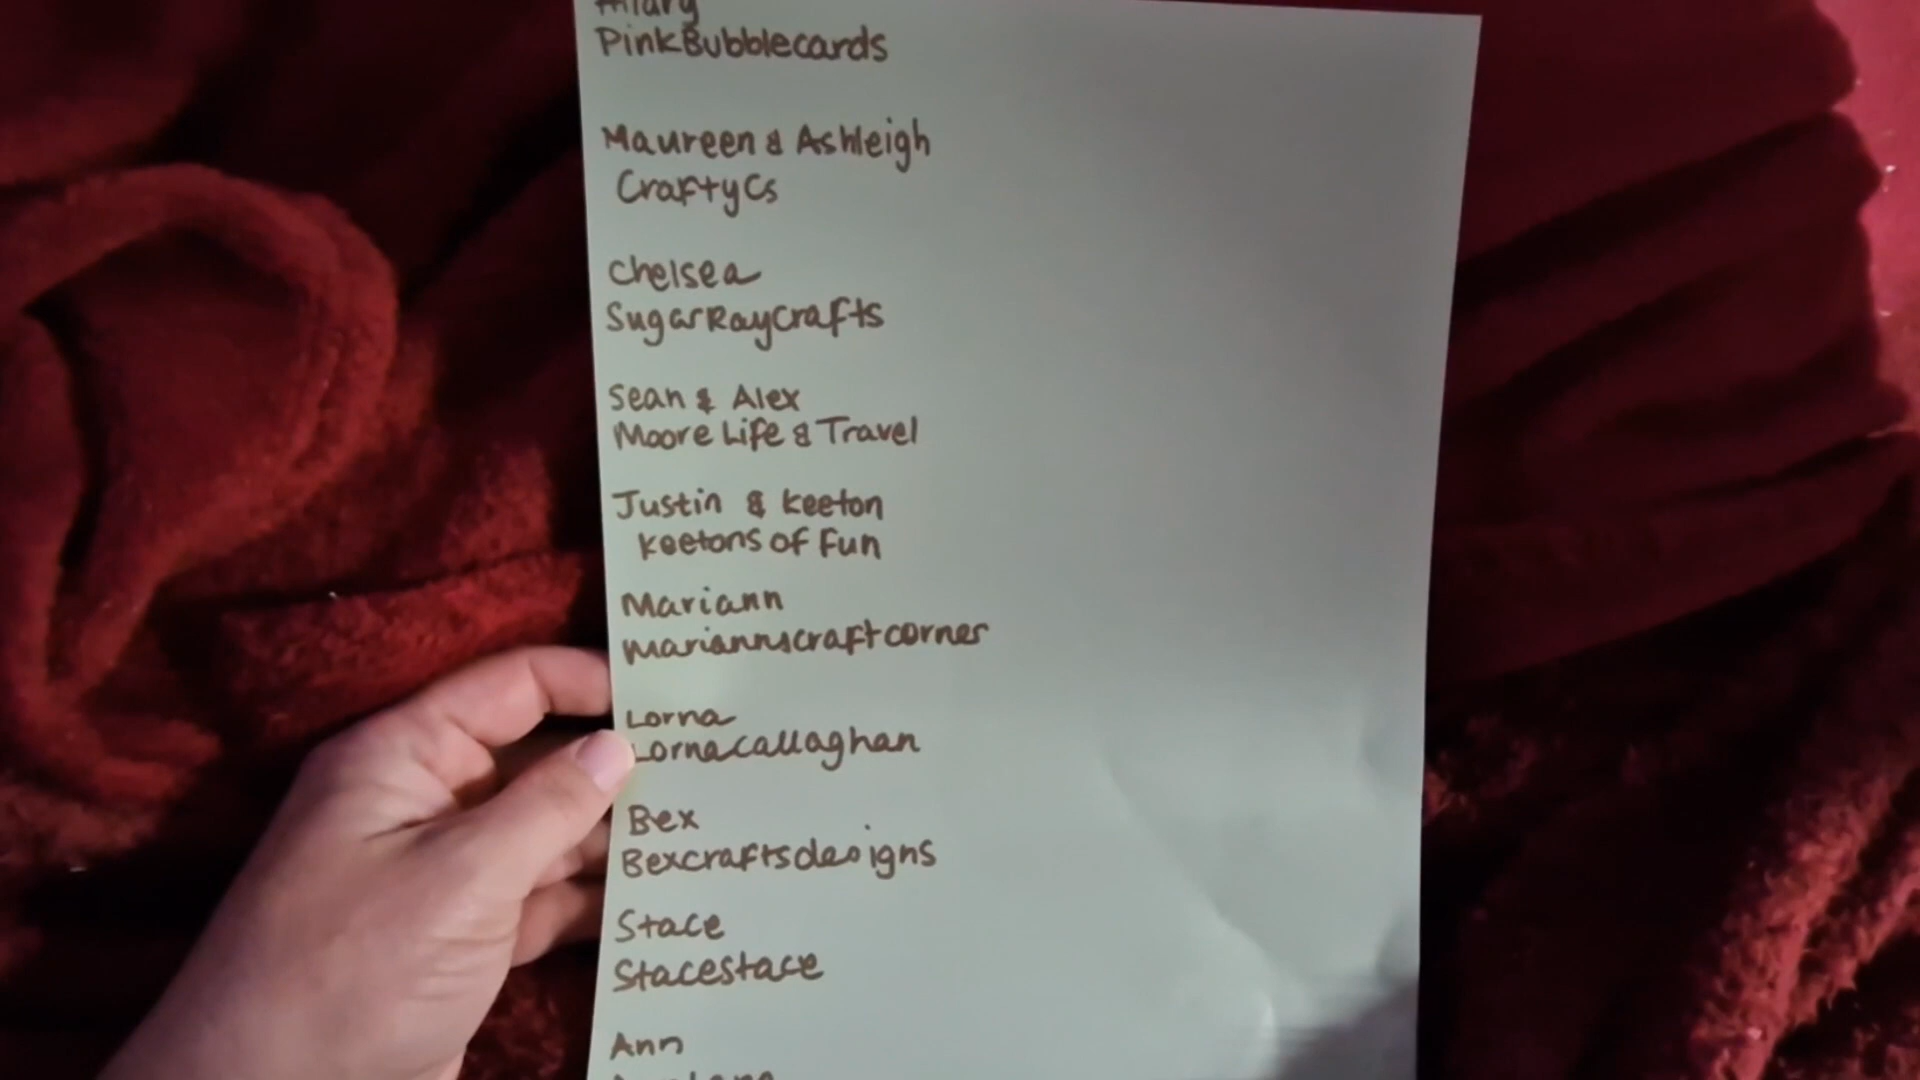 Hilary
PinkBubblecards
Maureen & Ashleigh
CraftyCs
Chelsea
SugarRaycrafts
Sean & Alex
Moore Life & Travel
Justin & Keeton
Keetons of Fun
Mariann
mariannscraftcorner
Lorna
Lornacallaghan
Bex
Bexcraftsdesigns
Stace
Stacestace
Ann